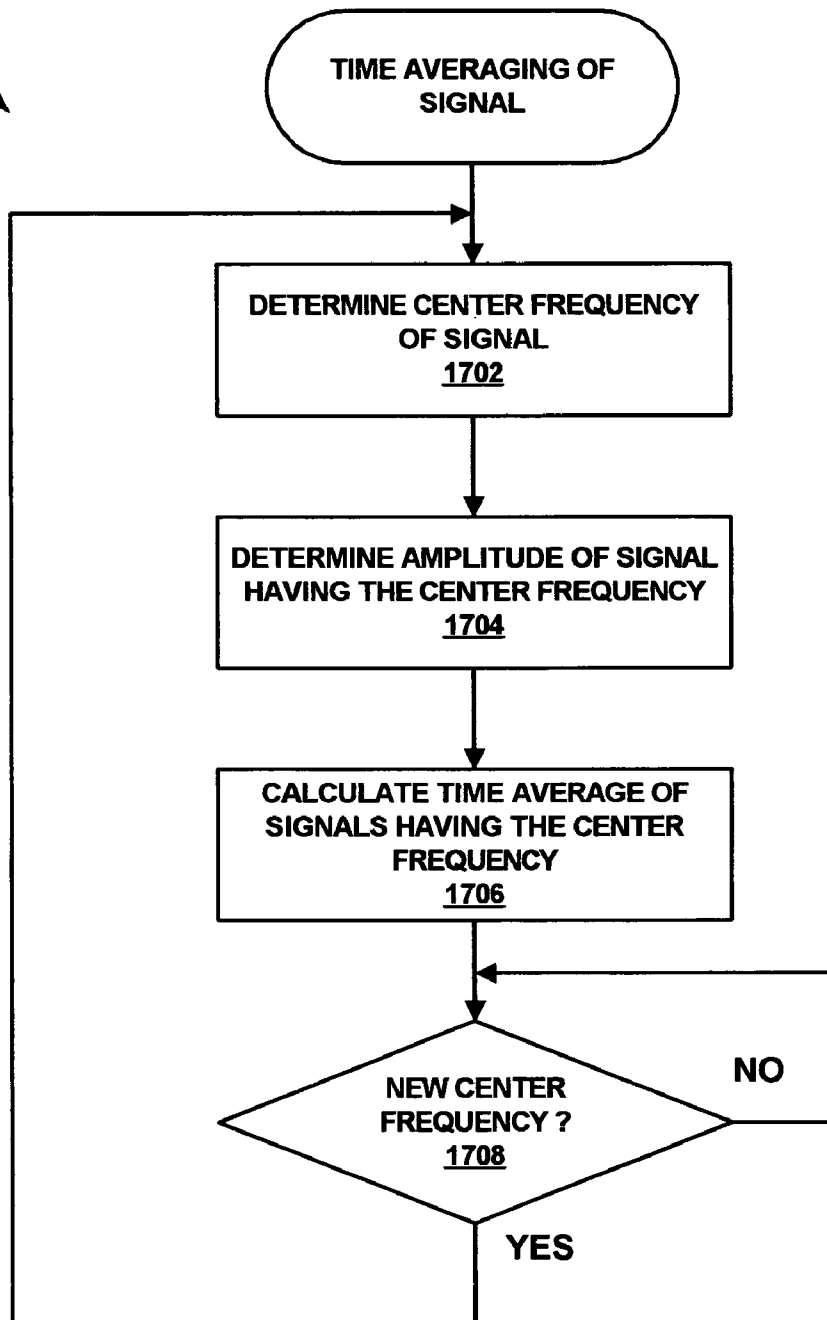 TIME AVERAGING OF
SIGNAL
DETERMINE CENTER FREQUENCY
OF SIGNAL
1702
DETERMINE AMPLITUDE OF SIGNAL
HAVING THE CENTER FREQUENCY
1704
CALCULATE TIME AVERAGE OF
SIGNALS HAVING THE CENTER
FREQUENCY
1706
NEW CENTER
FREQUENCY ?
1708
NO
YES